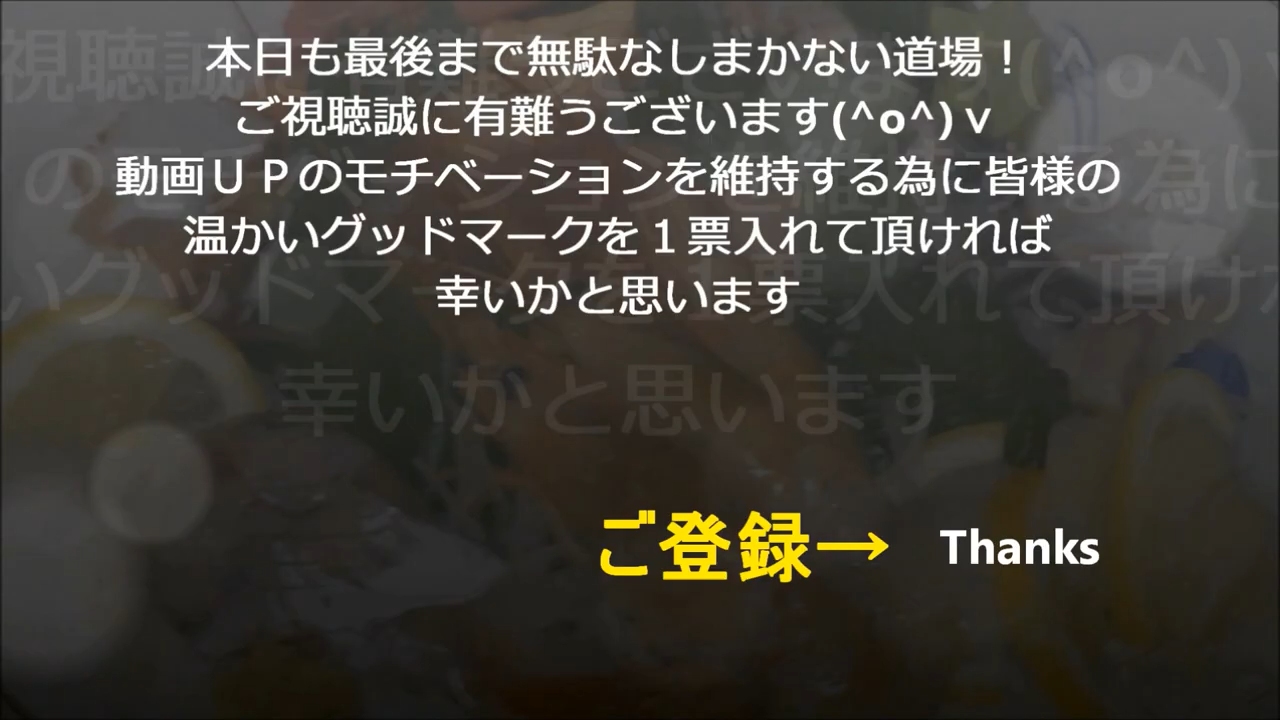 本日も最後まで無駄なしまかない道場！
ご視聴誠に有難うございます(^o^)ｖ
動画ＵＰのモチベーションを維持する為に皆様の
温かいグッドマークを１票入れて頂ければ
幸いかと思います
ご登録→ Thanks